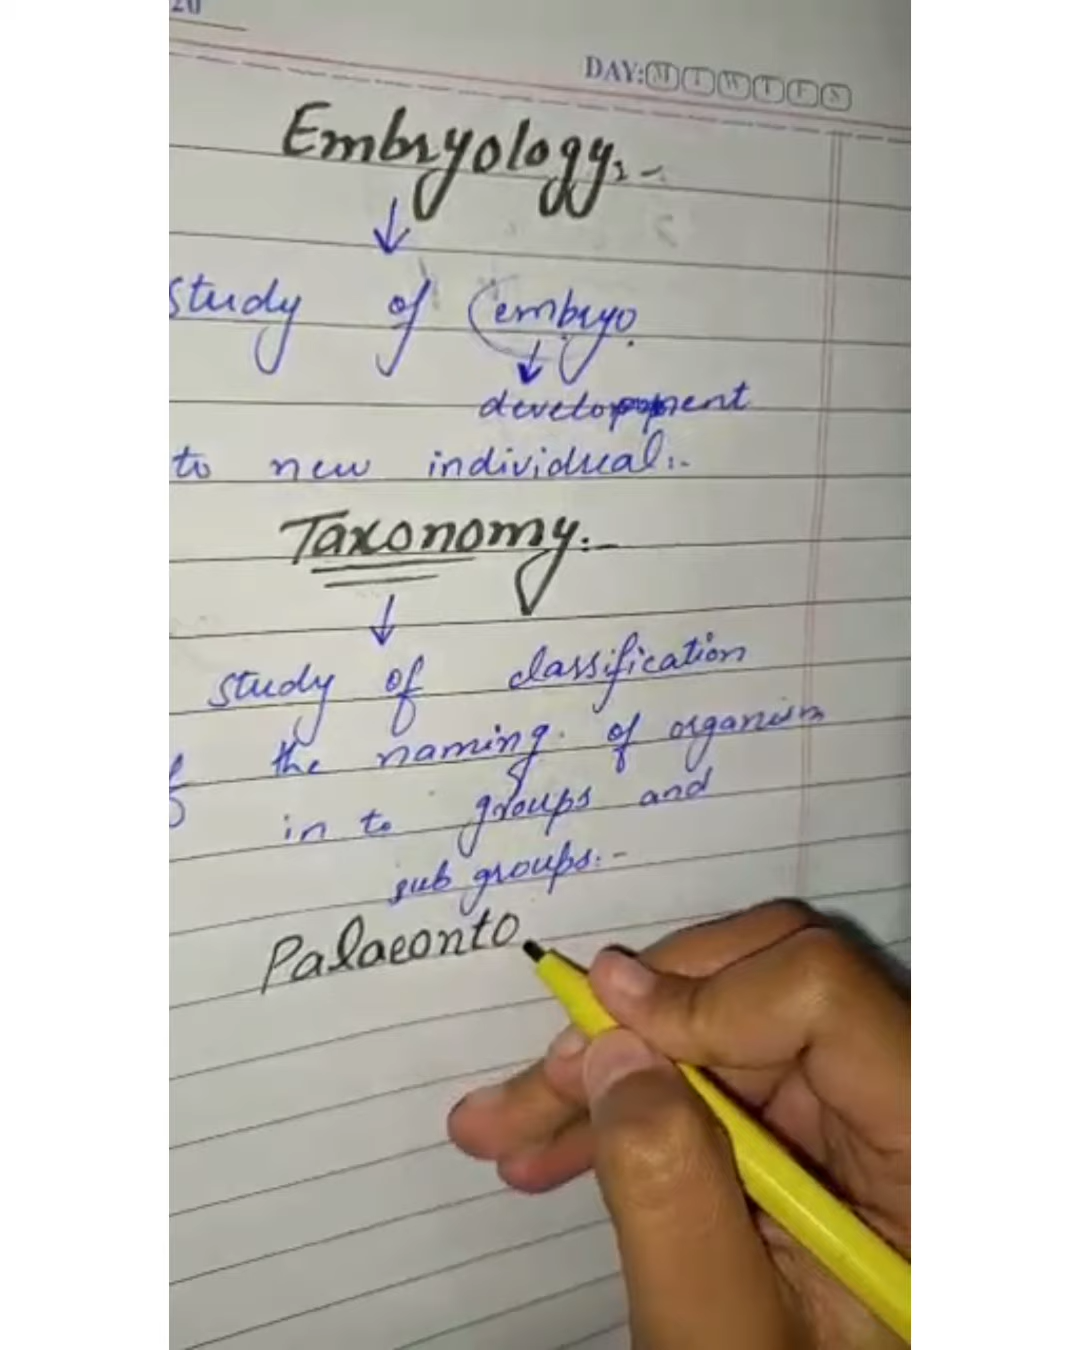 20
DAY: M T W T F S
Embryology:-
study of (embryo.
development
to new individual:-
Taxonomy:-
study of classification
the naming. of organism
in to groups and
sub groups:-
Palaeonto